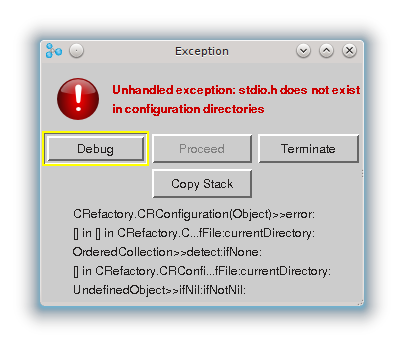 Exception
Unhandled exception: stdio.h does not exist
in configuration directories
Debug
Proceed
Terminate
Copy Stack
CRefactory.CRConfiguration(Object)>>error:
[] in [] in CRefactory.C...fFile:currentDirectory:
OrderedCollection>>detect:ifNone:
[] in CRefactory.CRConfi...fFile:currentDirectory:
UndefinedObject>>ifNil:ifNotNil: